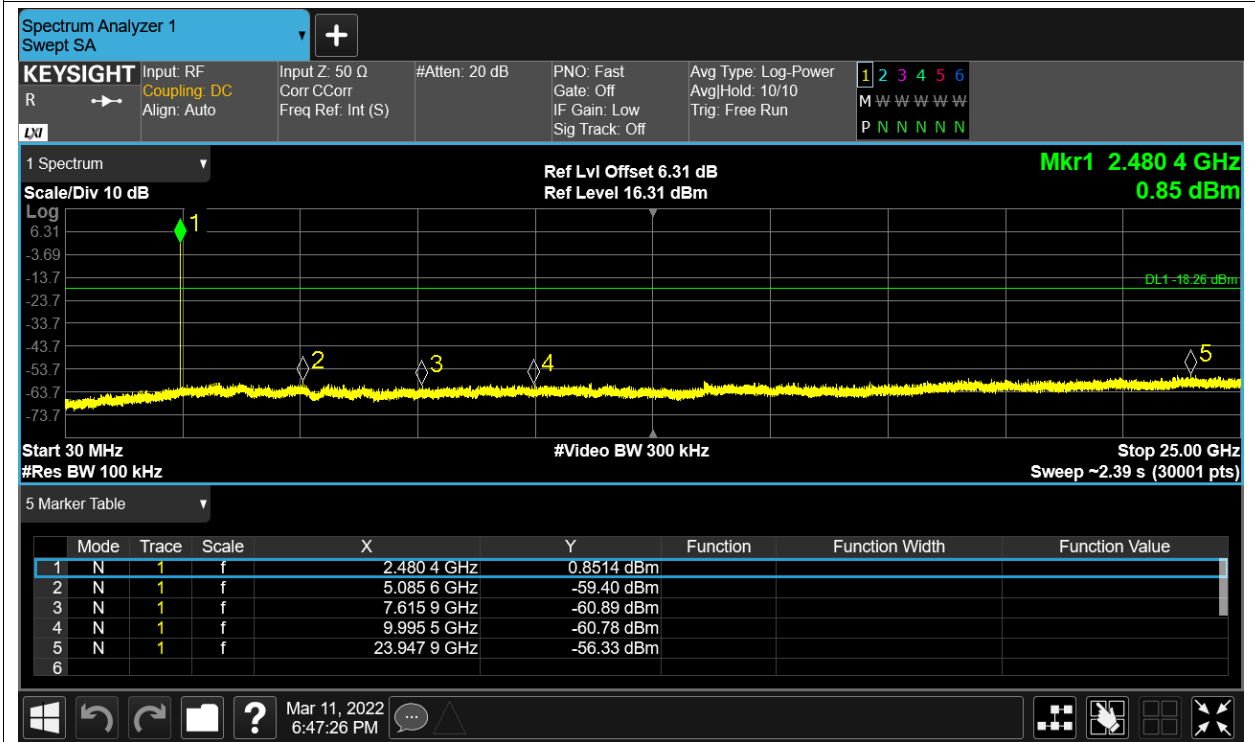 Spectrum Analyzer 1
Swept SA
KEYSIGHT
R
LXI
Input: RF
Coupling: DC
Align: Auto
Input Z: 50 Ω
Corr CCorr
Freq Ref: Int (S)
#Atten: 20 dB
PNO: Fast
Gate: Off
IF Gain: Low
Sig Track: Off
Avg Type: Log-Power
Avg|Hold: 10/10
Trig: Free Run
1 2 3 4 5 6
M W W W W W
P N N N N N
1 Spectrum
Scale/Div 10 dB
Ref Lvl Offset 6.31 dB
Ref Level 16.31 dBm
Mkr1 2.480 4 GHz
0.85 dBm
Log
6.31
-3.69
-13.7
-23.7
-33.7
-43.7
-53.7
-63.7
-73.7
1
DL1 -18.26 dBm
2
3
4
5
Start 30 MHz
#Video BW 300 kHz
Stop 25.00 GHz
#Res BW 100 kHz
Sweep ~2.39 s (30001 pts)
5 Marker Table
Mode Trace Scale X Y Function Function Width Function Value
1 N 1 f 2.480 4 GHz 0.8514 dBm
2 N 1 f 5.085 6 GHz -59.40 dBm
3 N 1 f 7.615 9 GHz -60.89 dBm
4 N 1 f 9.995 5 GHz -60.78 dBm
5 N 1 f 23.947 9 GHz -56.33 dBm
6
?
Mar 11, 2022
6:47:26 PM